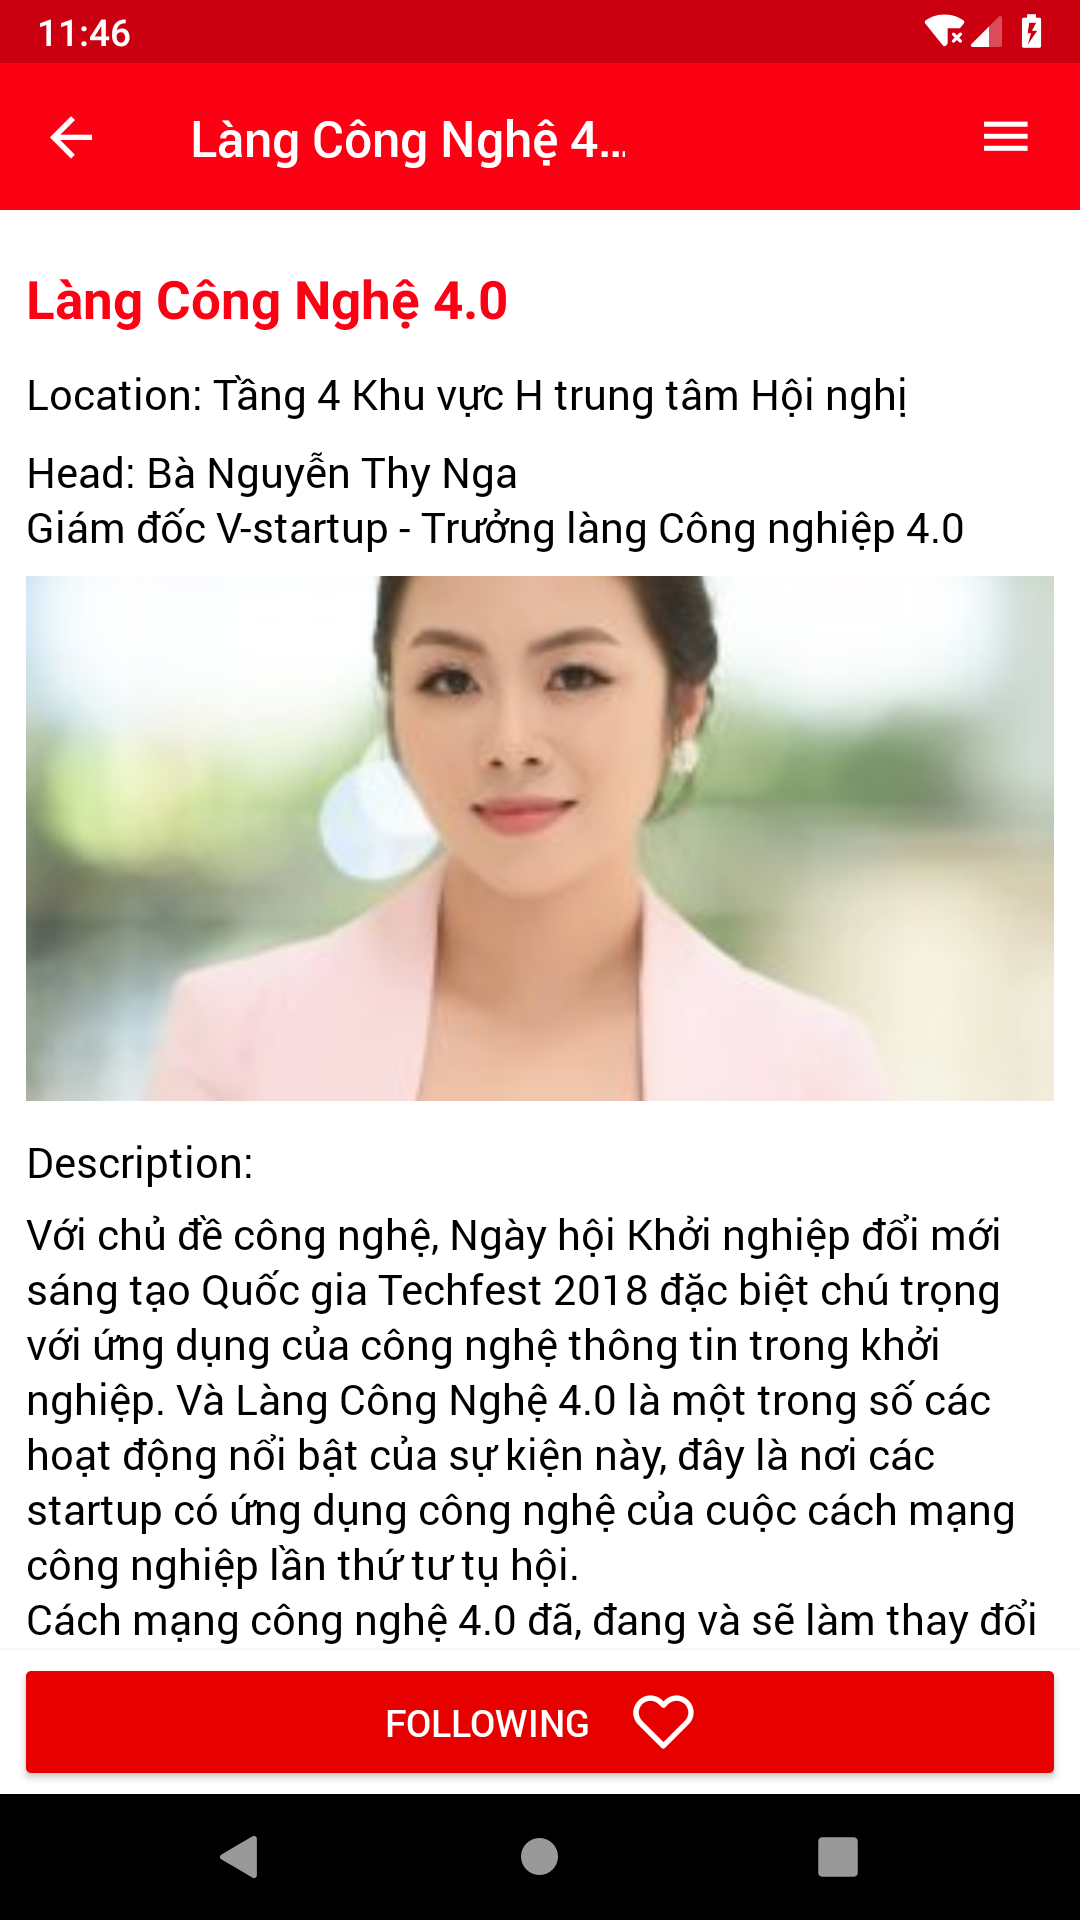 11:46
Làng Công Nghệ 4...
Làng Công Nghệ 4.0
Location: Tầng 4 Khu vực H trung tâm Hội nghị
Head: Bà Nguyễn Thy Nga
Giám đốc V-startup - Trưởng làng Công nghiệp 4.0
Description:
Với chủ đề công nghệ, Ngày hội Khởi nghiệp đổi mới
sáng tạo Quốc gia Techfest 2018 đặc biệt chú trọng
với ứng dụng của công nghệ thông tin trong khởi
nghiệp. Và Làng Công Nghệ 4.0 là một trong số các
hoạt động nổi bật của sự kiện này, đây là nơi các
startup có ứng dụng công nghệ của cuộc cách mạng
công nghiệp lần thứ tư tụ hội.
Cách mạng công nghệ 4.0 đã, đang và sẽ làm thay đổi
FOLLOWING